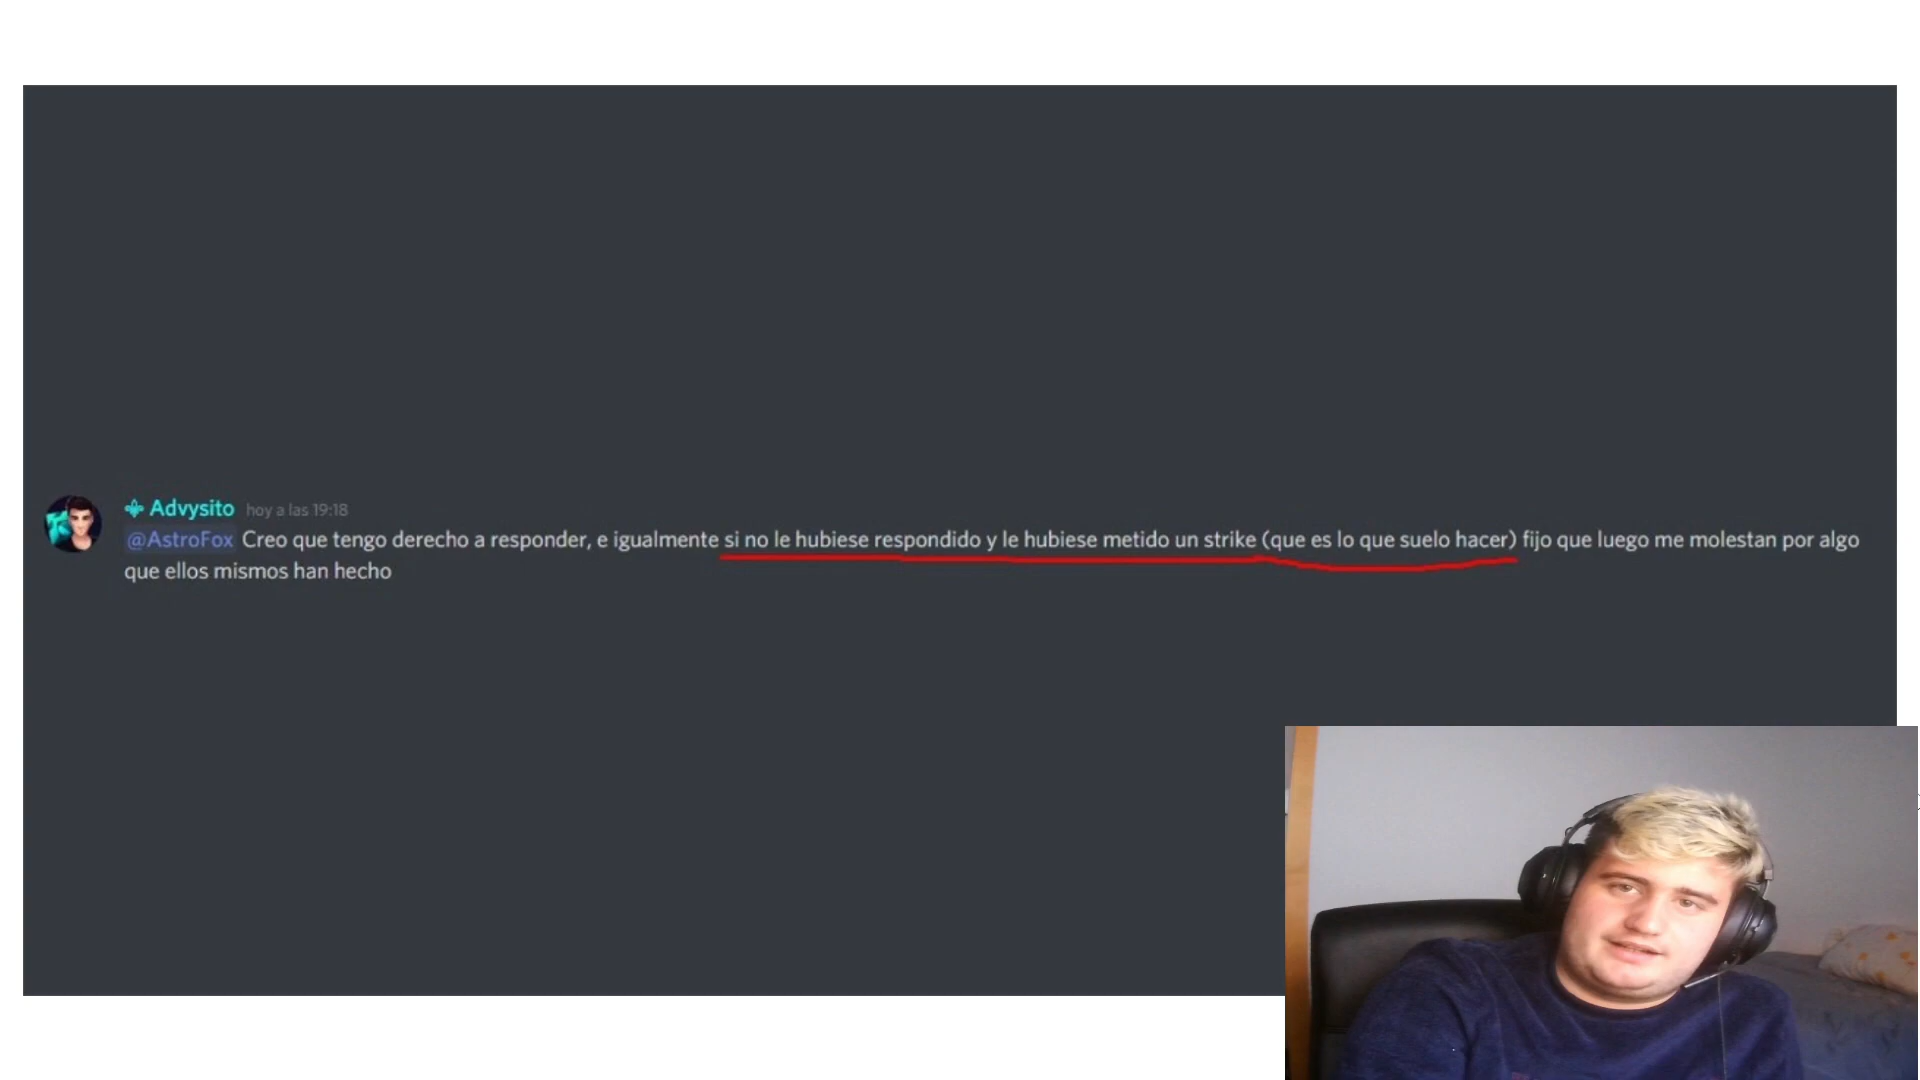 Advysito hoy a las 19:18
@AstroFox Creo que tengo derecho a responder, e igualmente si no le hubiese respondido y le hubiese metido un strike (que es lo que suelo hacer) fijo que luego me molestan por algo
que ellos mismos han hecho